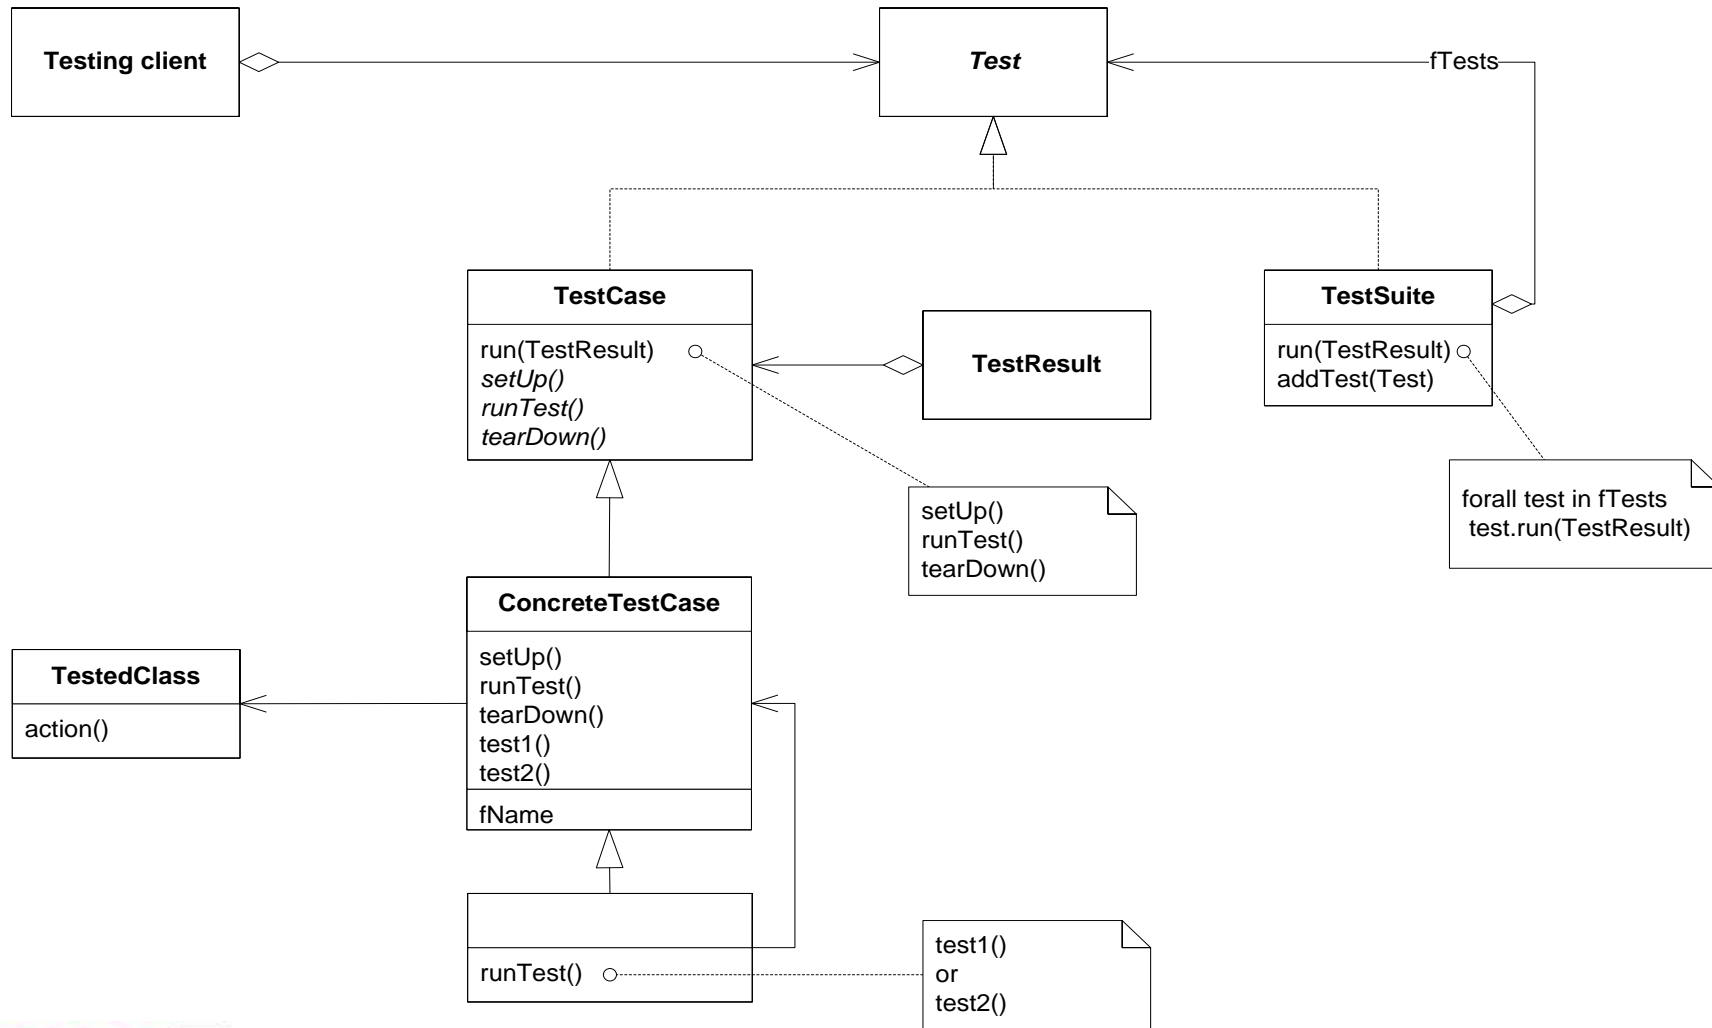 Testing client
Test
fTests
TestCase
run(TestResult)
setUp()
runTest()
tearDown()
TestResult
TestSuite
run(TestResult)
addTest(Test)
setUp()
runTest()
tearDown()
forall test in fTests
test.run(TestResult)
ConcreteTestCase
setUp()
runTest()
tearDown()
test1()
test2()
fName
TestedClass
action()
runTest()
test1()
or
test2()